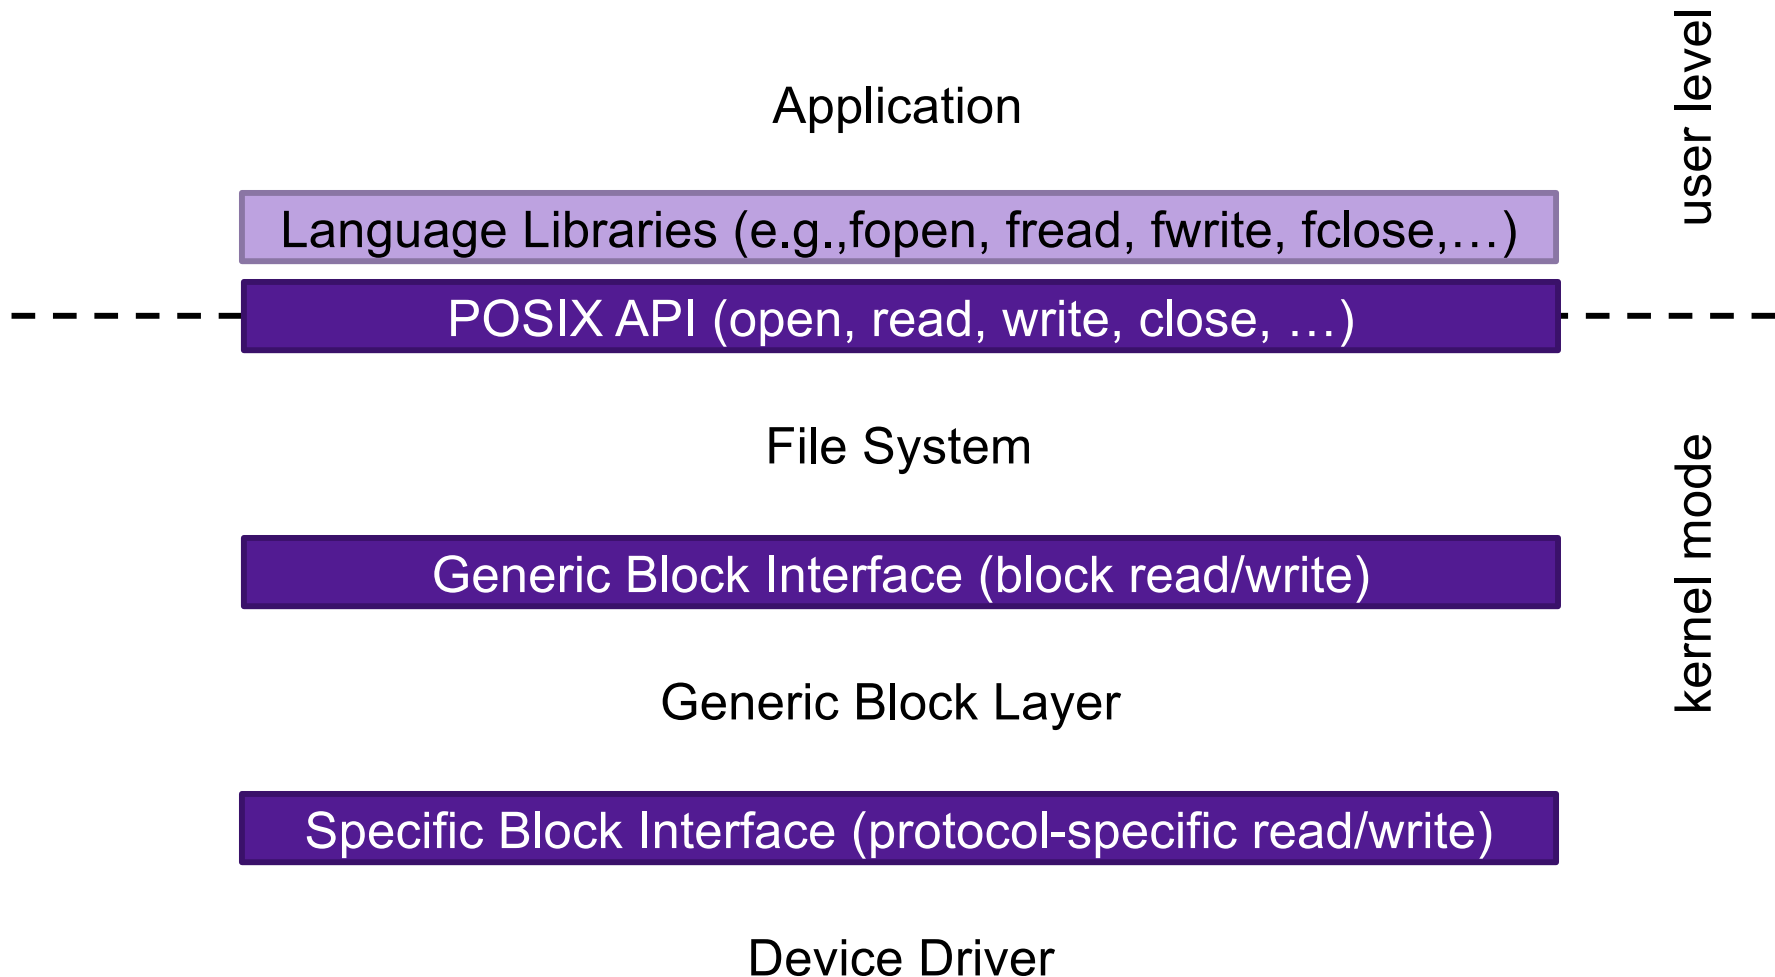 Application
user level
Language Libraries (e.g.,fopen, fread, fwrite, fclose,…)
POSIX API (open, read, write, close, …)
File System
Generic Block Interface (block read/write)
kernel mode
Generic Block Layer
Specific Block Interface (protocol-specific read/write)
Device Driver